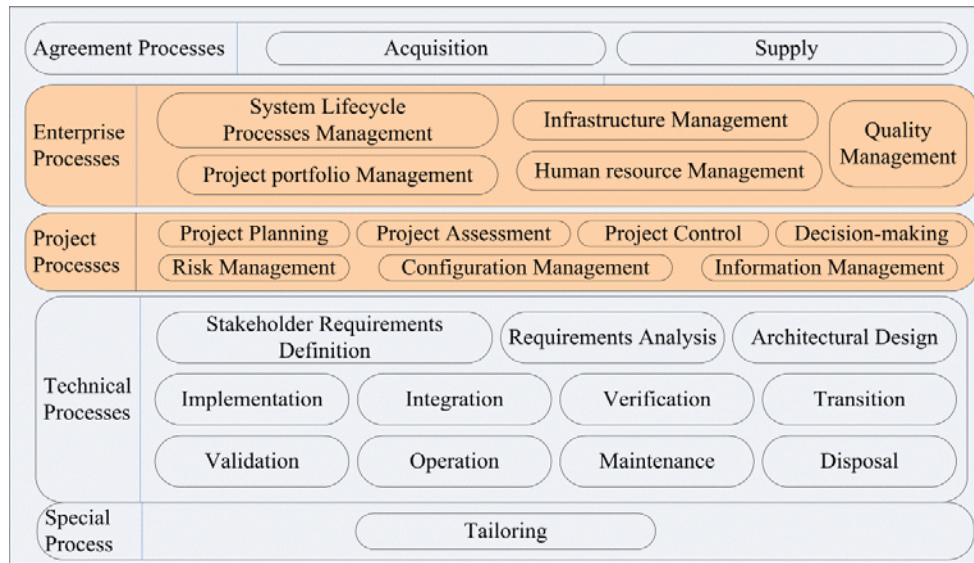 Agreement Processes
Acquisition
Supply
Enterprise
Processes
System Lifecycle
Processes Management
Infrastructure Management
Quality
Management
Project portfolio Management
Human resource Management
Project
Processes
Project Planning
Project Assessment
Project Control
Decision-making
Risk Management
Configuration Management
Information Management
Technical
Processes
Stakeholder Requirements
Definition
Requirements Analysis
Architectural Design
Implementation
Integration
Verification
Transition
Validation
Operation
Maintenance
Disposal
Special
Process
Tailoring